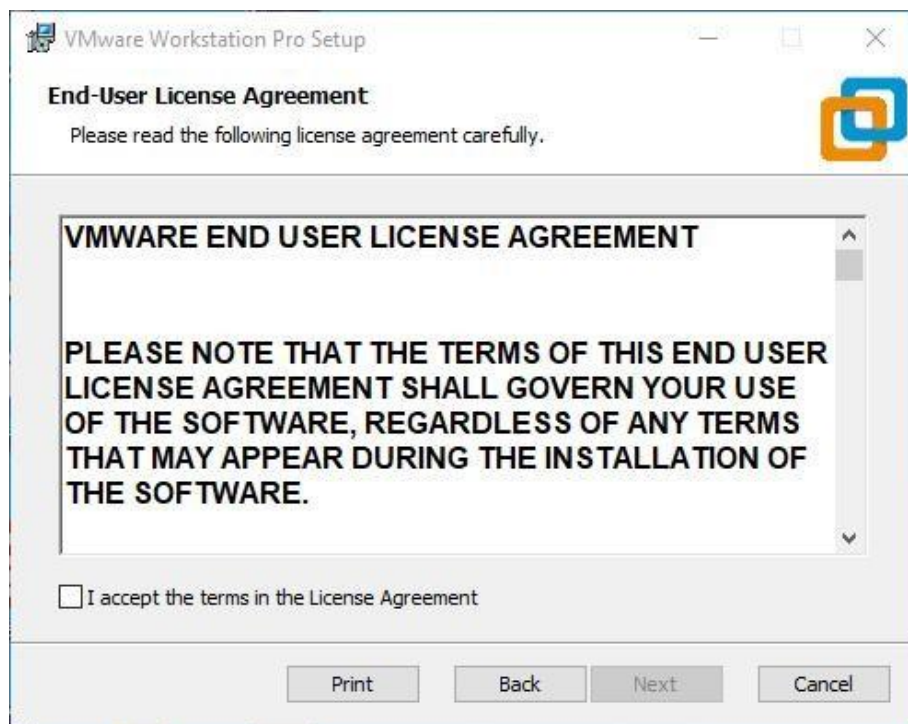 VMware Workstation Pro Setup
End-User License Agreement
Please read the following license agreement carefully.
VMWARE END USER LICENSE AGREEMENT
PLEASE NOTE THAT THE TERMS OF THIS END USER
LICENSE AGREEMENT SHALL GOVERN YOUR USE
OF THE SOFTWARE, REGARDLESS OF ANY TERMS
THAT MAY APPEAR DURING THE INSTALLATION OF
THE SOFTWARE.
I accept the terms in the License Agreement
Print Back Next Cancel